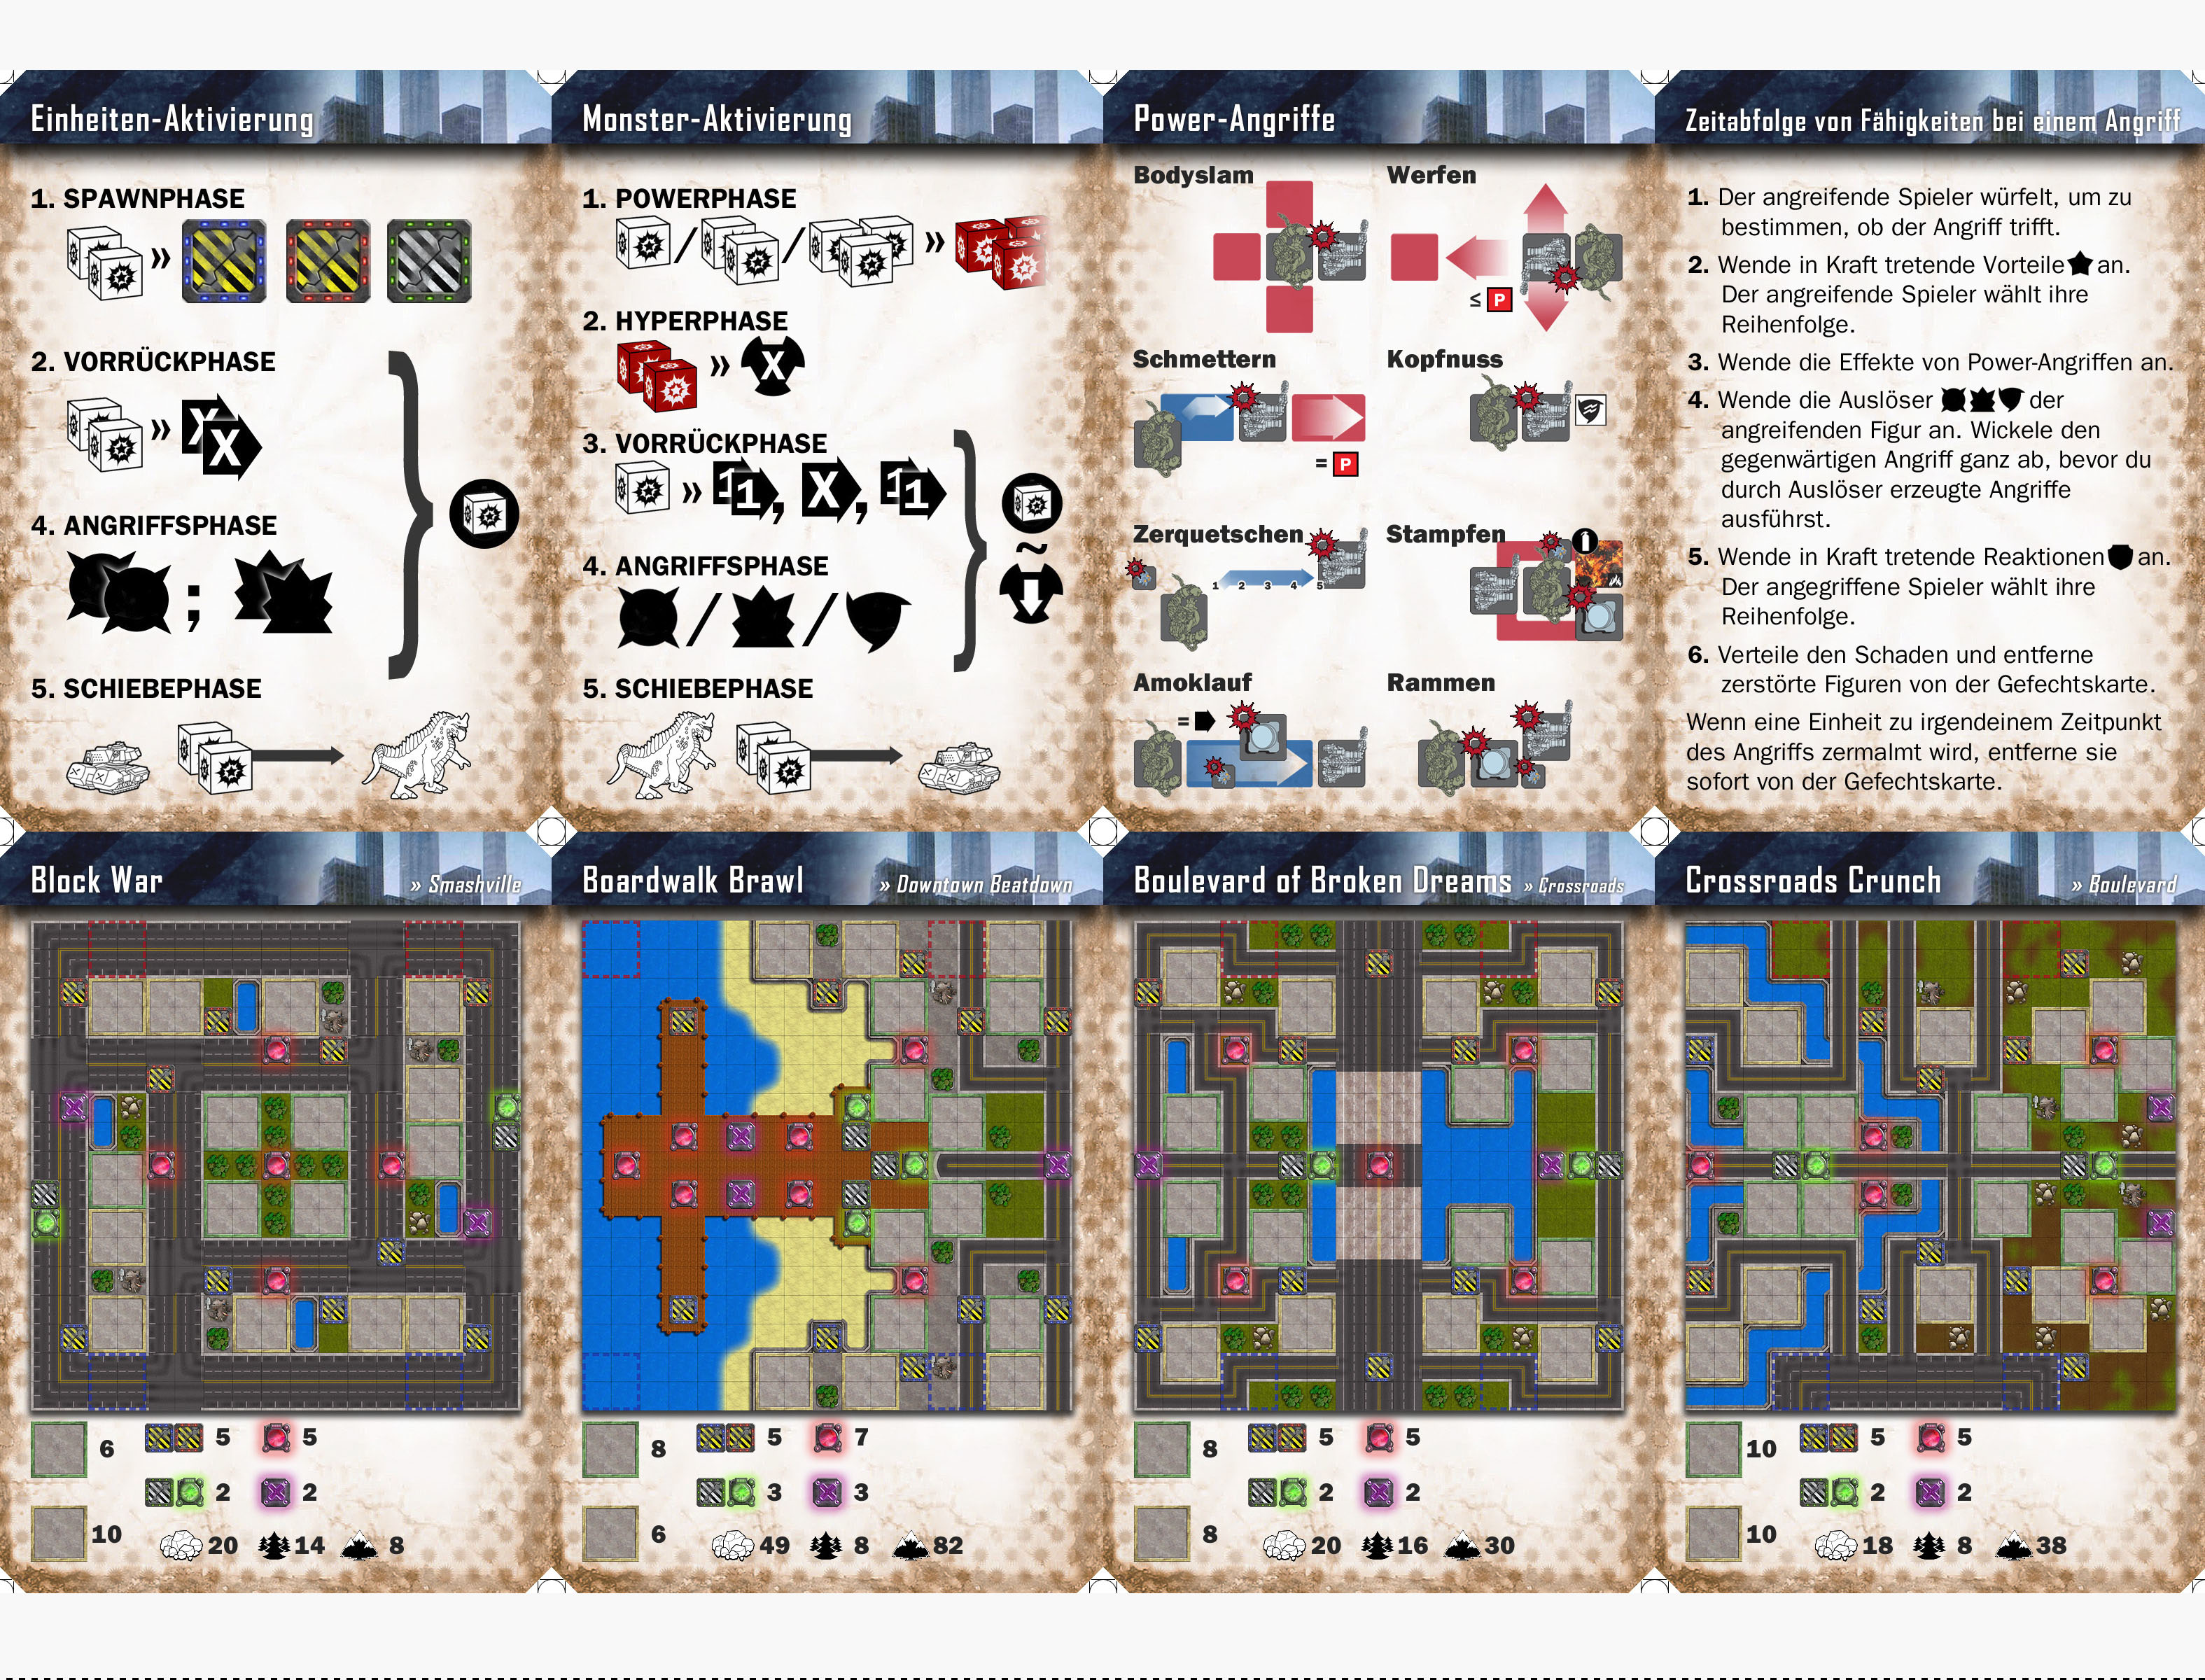 Einheiten-Aktivierung
1. SPAWNPHASE
»
2. VORRÜCKPHASE
» X X
4. ANGRIFFSPHASE
;
5. SCHIEBEPHASE
Monster-Aktivierung
1. POWERPHASE
/ / »
2. HYPERPHASE
» X
3. VORRÜCKPHASE
» 1 1, X, 1 1
~
4. ANGRIFFSPHASE
/ /
5. SCHIEBEPHASE
Power-Angriffe
Bodyslam
Werfen
≤ P
Schmettern
= P
Kopfnuss
Zerquetschen
1 2 3 4 5
Stampfen
Amoklauf
=
Rammen
Zeitabfolge von Fähigkeiten bei einem Angriff
1. Der angreifende Spieler würfelt, um zu
bestimmen, ob der Angriff trifft.
2. Wende in Kraft tretende Vorteile an.
Der angreifende Spieler wählt ihre
Reihenfolge.
3. Wende die Effekte von Power-Angriffen an.
4. Wende die Auslöser der
angreifenden Figur an. Wickele den
gegenwärtigen Angriff ganz ab, bevor du
durch Auslöser erzeugte Angriffe
ausführst.
5. Wende in Kraft tretende Reaktionen an.
Der angegriffene Spieler wählt ihre
Reihenfolge.
6. Verteile den Schaden und entferne
zerstörte Figuren von der Gefechtskarte.
Wenn eine Einheit zu irgendeinem Zeitpunkt
des Angriffs zermalmt wird, entferne sie
sofort von der Gefechtskarte.
Block War » Smashville
6 5 5
2 2
10 20 14 8
Boardwalk Brawl » Downtown Beatdown
8 5 7
3 3
6 49 8 82
Boulevard of Broken Dreams » Crossroads
8 5 5
2 2
8 20 16 30
Crossroads Crunch » Boulevard
10 5 5
2 2
10 18 8 38